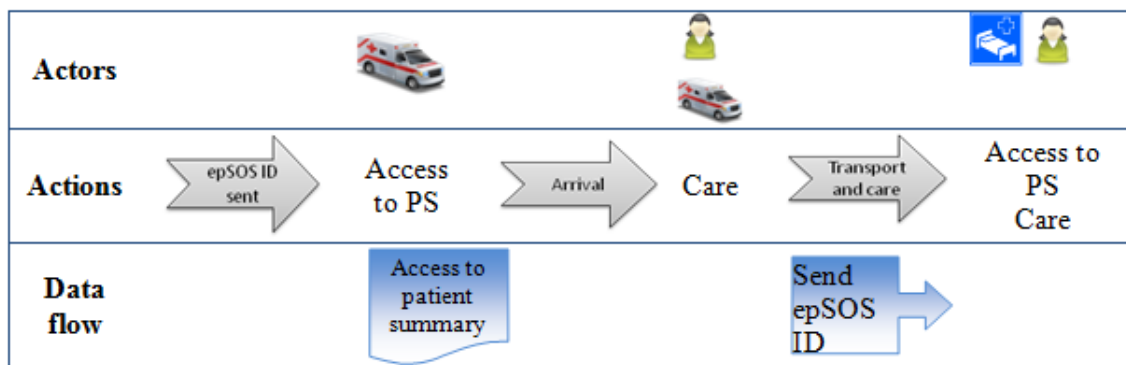 Actors
Actions
epSOS ID
sent
Access
to PS
Arrival
Care
Transport
and care
Access to
PS
Care
Data
flow
Access to
patient
summary
Send
epSOS
ID